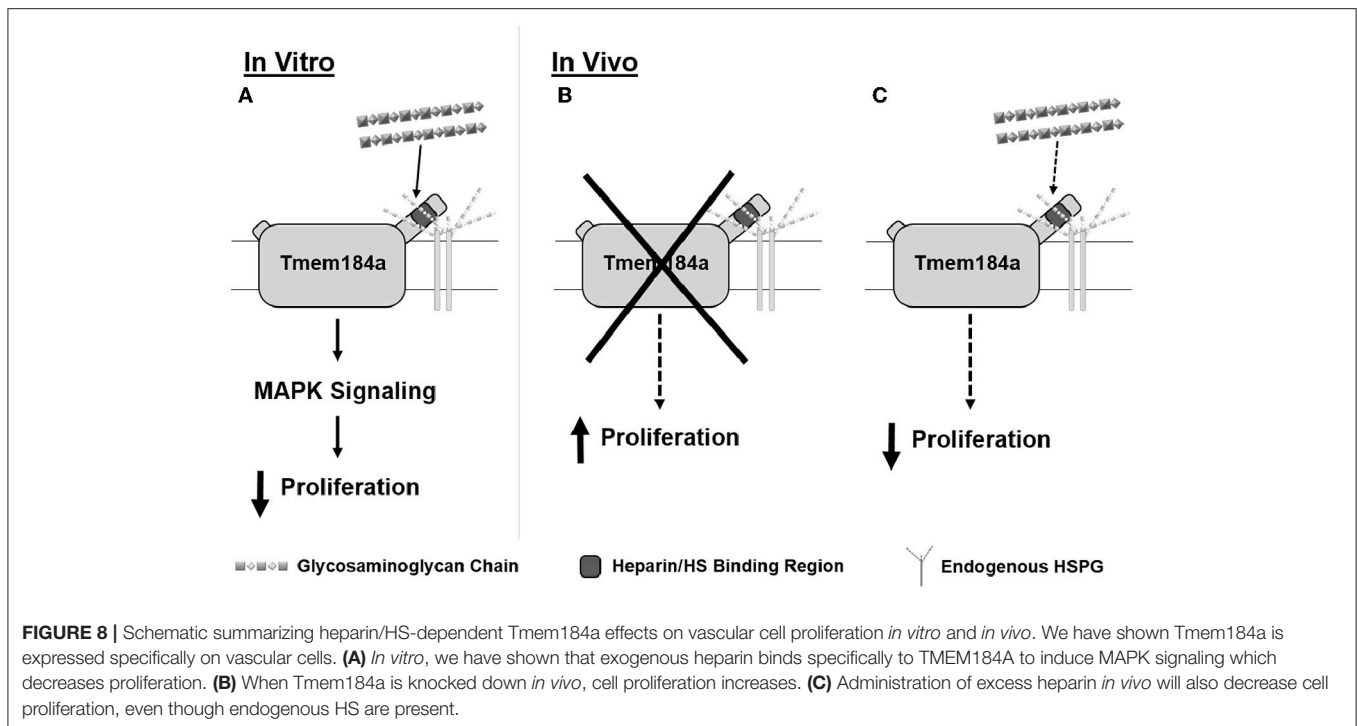 In Vitro
In Vivo
A
B
C
Tmem184a
Tmem184a
Tmem184a
MAPK Signaling
Proliferation
Proliferation
Proliferation
Glycosaminoglycan Chain
Heparin/HS Binding Region
Endogenous HSPG
FIGURE 8 | Schematic summarizing heparin/HS-dependent Tmem184a effects on vascular cell proliferation in vitro and in vivo. We have shown Tmem184a is
expressed specifically on vascular cells. (A) In vitro, we have shown that exogenous heparin binds specifically to TMEM184A to induce MAPK signaling which
decreases proliferation. (B) When Tmem184a is knocked down in vivo, cell proliferation increases. (C) Administration of excess heparin in vivo will also decrease cell
proliferation, even though endogenous HS are present.